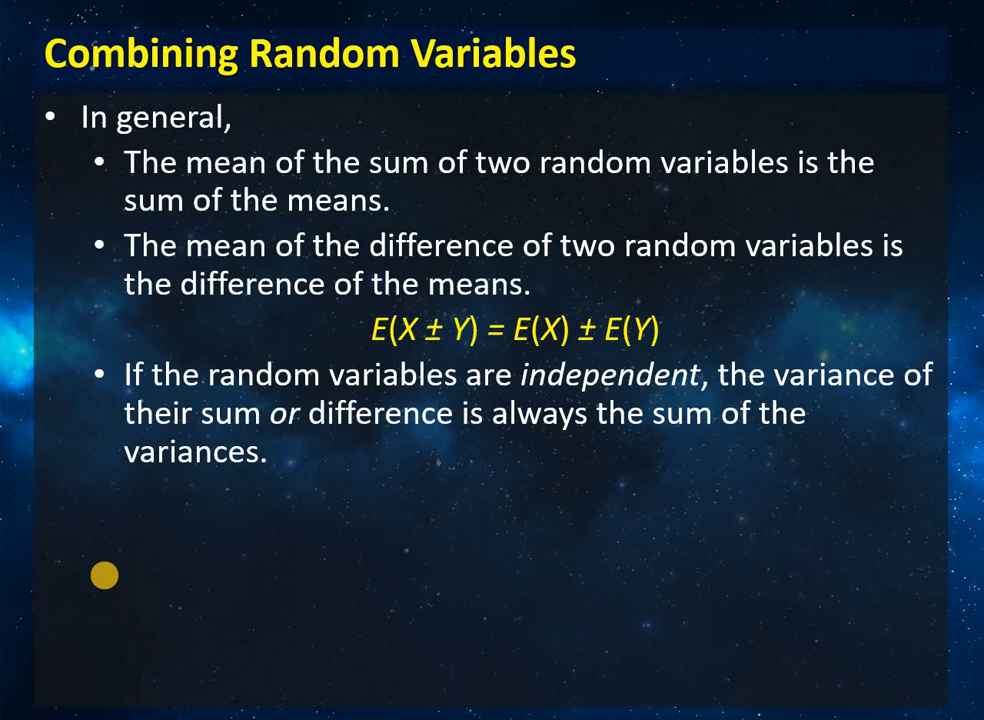 Combining Random Variables
• In general,
• The mean of the sum of two random variables is the
sum of the means.
• The mean of the difference of two random variables is
the difference of the means.
E(X ± Y) = E(X) ± E(Y)
• If the random variables are independent, the variance of
their sum or difference is always the sum of the
variances.